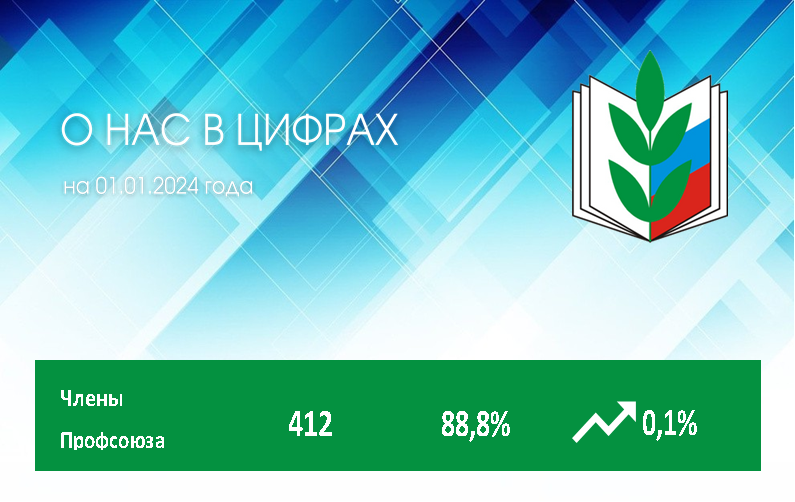 О НАС В ЦИФРАХ
на 01.01.2024 года
Члены
Профсоюза
412
88,8%
0,1%